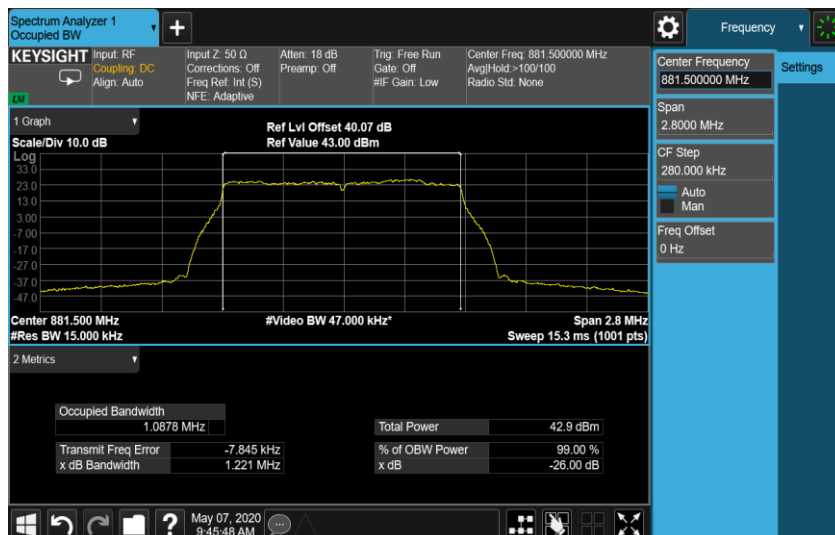 Spectrum Analyzer 1
Occupied BW
+
Frequency
KEYSIGHT
LXI
Input: RF
Coupling: DC
Align: Auto
Input Z: 50 Ω
Corrections: Off
Freq Ref: Int (S)
NFE: Adaptive
Atten: 18 dB
Preamp: Off
Trig: Free Run
Gate: Off
#IF Gain: Low
Center Freq: 881.500000 MHz
Avg|Hold:>100/100
Radio Std: None
Center Frequency
881.500000 MHz
Settings
Span
2.8000 MHz
CF Step
280.000 kHz
Auto
Man
Freq Offset
0 Hz
1 Graph
Scale/Div 10.0 dB
Ref Lvl Offset 40.07 dB
Ref Value 43.00 dBm
Log
33.0
23.0
13.0
3.00
-7.00
-17.0
-27.0
-37.0
-47.0
Center 881.500 MHz
#Res BW 15.000 kHz
#Video BW 47.000 kHz*
Span 2.8 MHz
Sweep 15.3 ms (1001 pts)
2 Metrics
Occupied Bandwidth
1.0878 MHz
Total Power 42.9 dBm
Transmit Freq Error -7.845 kHz
% of OBW Power 99.00 %
x dB Bandwidth 1.221 MHz
x dB -26.00 dB
?
May 07, 2020
9:45:48 AM